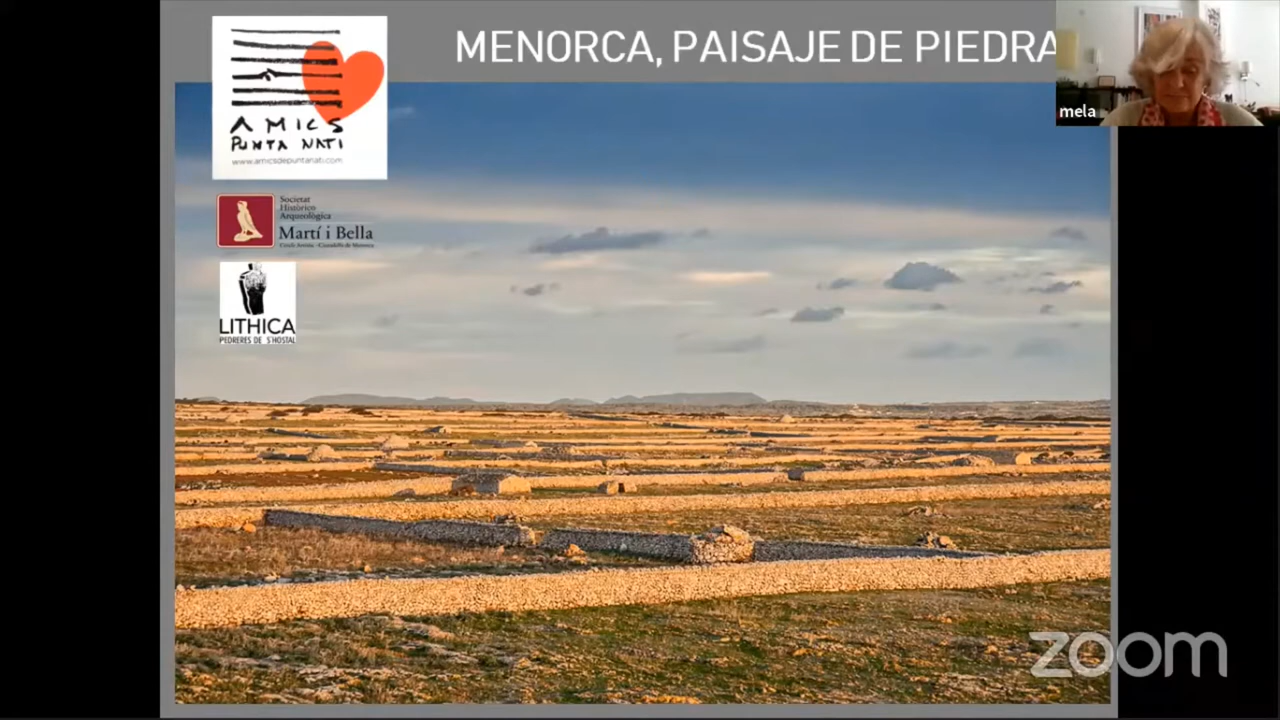 MENORCA, PAISAJE DE PIEDRA
mela
AMICS
PUNTA NATI
www.amicsdepuntanati.com
Societat
Històrico
Arqueològica
Martí i Bella
LITHICA
PEDRERES DE S'HOSTAL
zoom